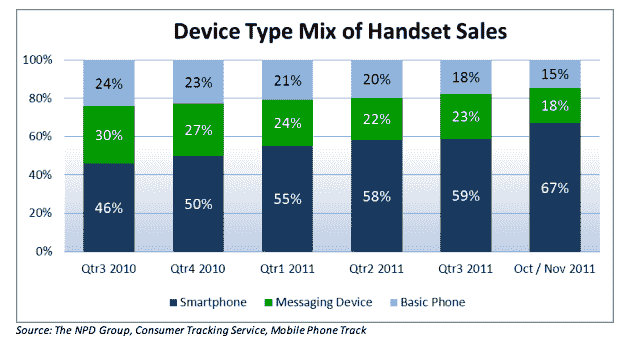 Device Type Mix of Handset Sales
100%
80%
60%
40%
20%
0%
24% 23% 21% 20% 18% 15%
30% 27% 24% 22% 23% 18%
46% 50% 55% 58% 59% 67%
Qtr3 2010 Qtr4 2010 Qtr1 2011 Qtr2 2011 Qtr3 2011 Oct / Nov 2011
Smartphone Messaging Device Basic Phone
Source: The NPD Group, Consumer Tracking Service, Mobile Phone Track